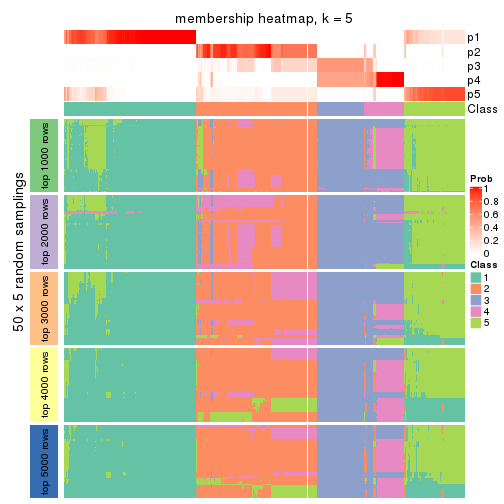 membership heatmap, k = 5
p1
p2
p3
p4
p5
Class
50 x 5 random samplings
top 1000 rows
top 2000 rows
top 3000 rows
top 4000 rows
top 5000 rows
Prob
1
0.8
0.6
0.4
0.2
0
Class
1
2
3
4
5